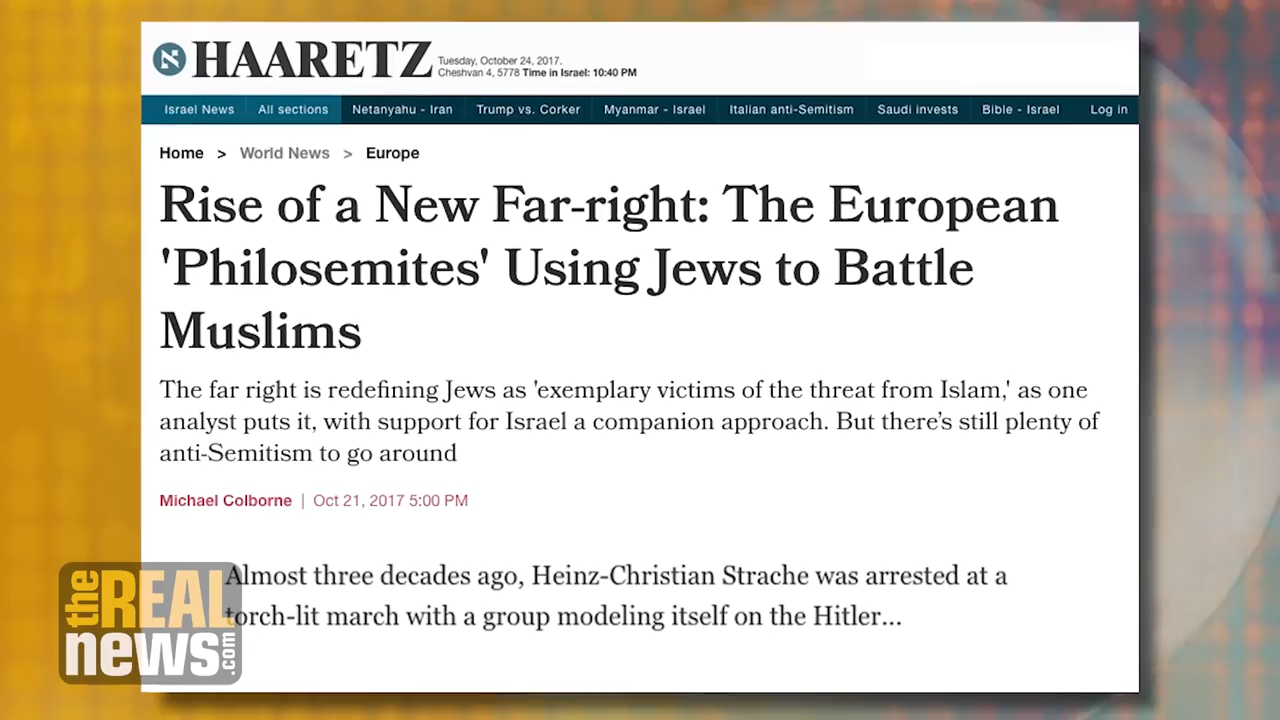 HAARETZ
Tuesday, October 24, 2017.
Cheshvan 4, 5778 Time in Israel: 10:40 PM
Israel News All sections Netanyahu - Iran Trump vs. Corker Myanmar - Israel Italian anti-Semitism Saudi invests Bible - Israel Log in
Home > World News > Europe
Rise of a New Far-right: The European
'Philosemites' Using Jews to Battle
Muslims
The far right is redefining Jews as 'exemplary victims of the threat from Islam,' as one
analyst puts it, with support for Israel a companion approach. But there's still plenty of
anti-Semitism to go around
Michael Colborne | Oct 21, 2017 5:00 PM
Almost three decades ago, Heinz-Christian Strache was arrested at a
torch-lit march with a group modeling itself on the Hitler...
the REAL
news.com